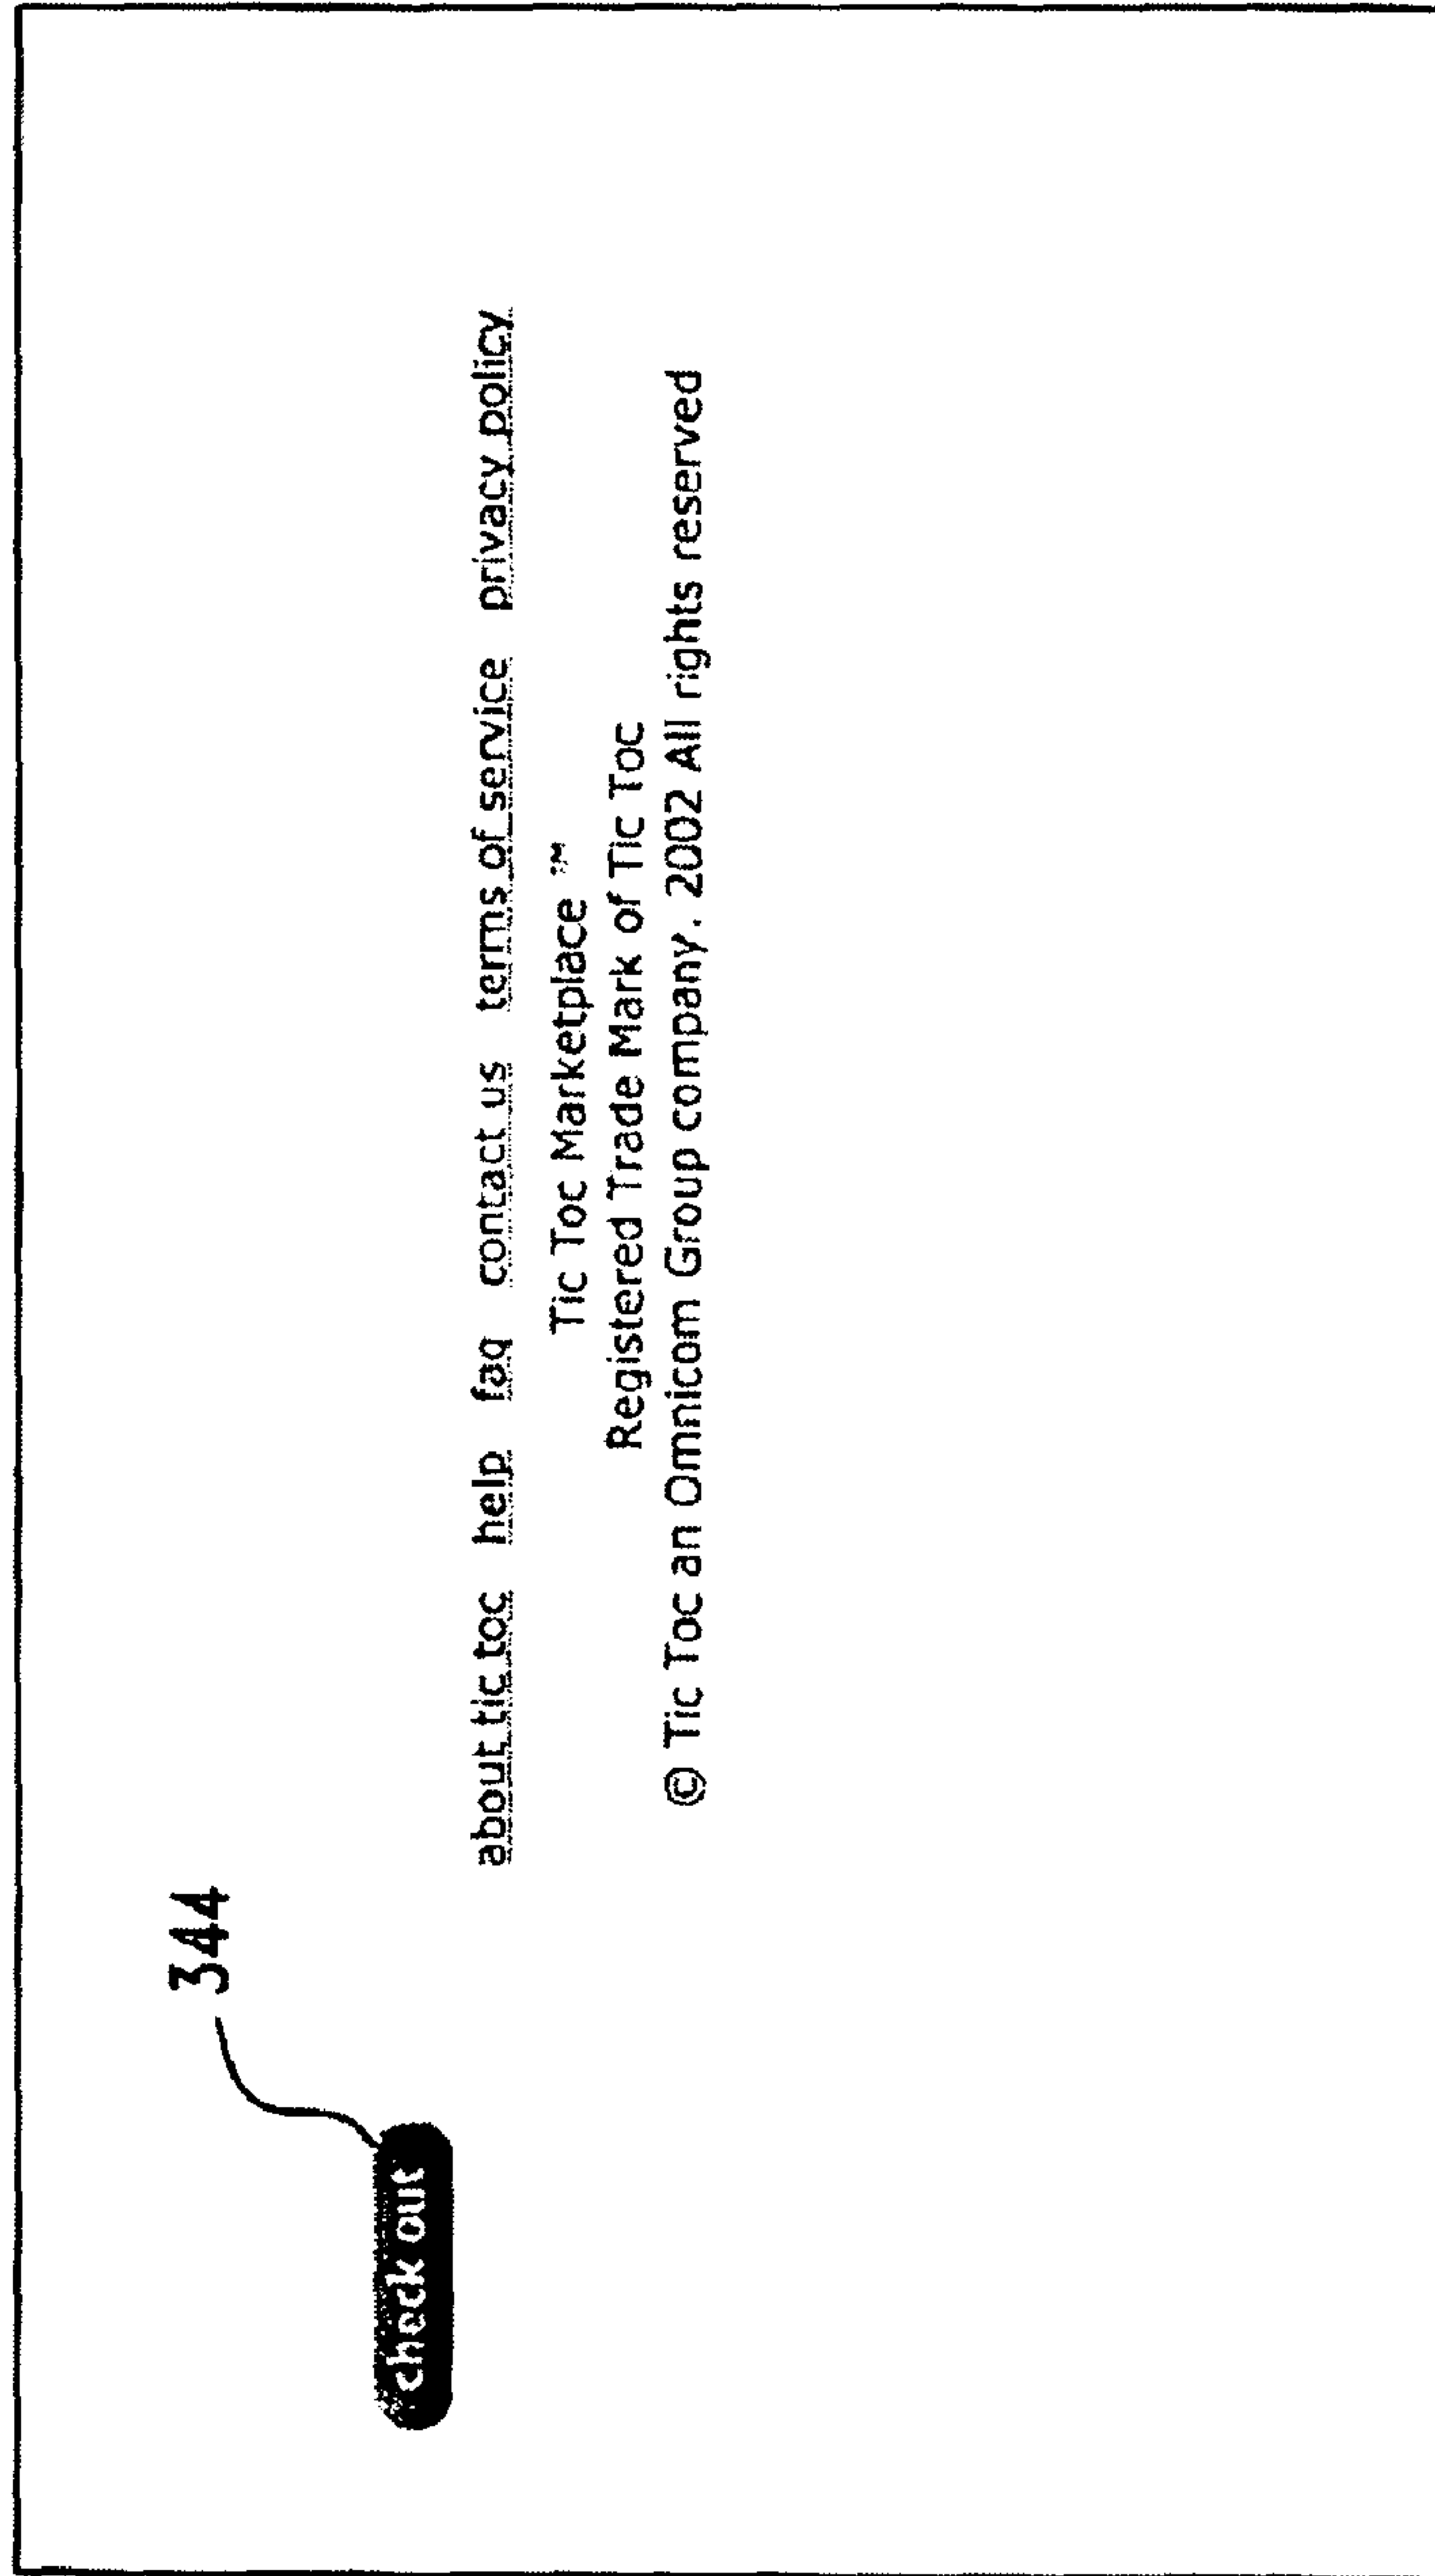 344
check out
about tic toc help faq contact us terms of service privacy policy
Tic Toc Marketplace ™
Registered Trade Mark of Tic Toc
© Tic Toc an Omnicom Group company. 2002 All rights reserved